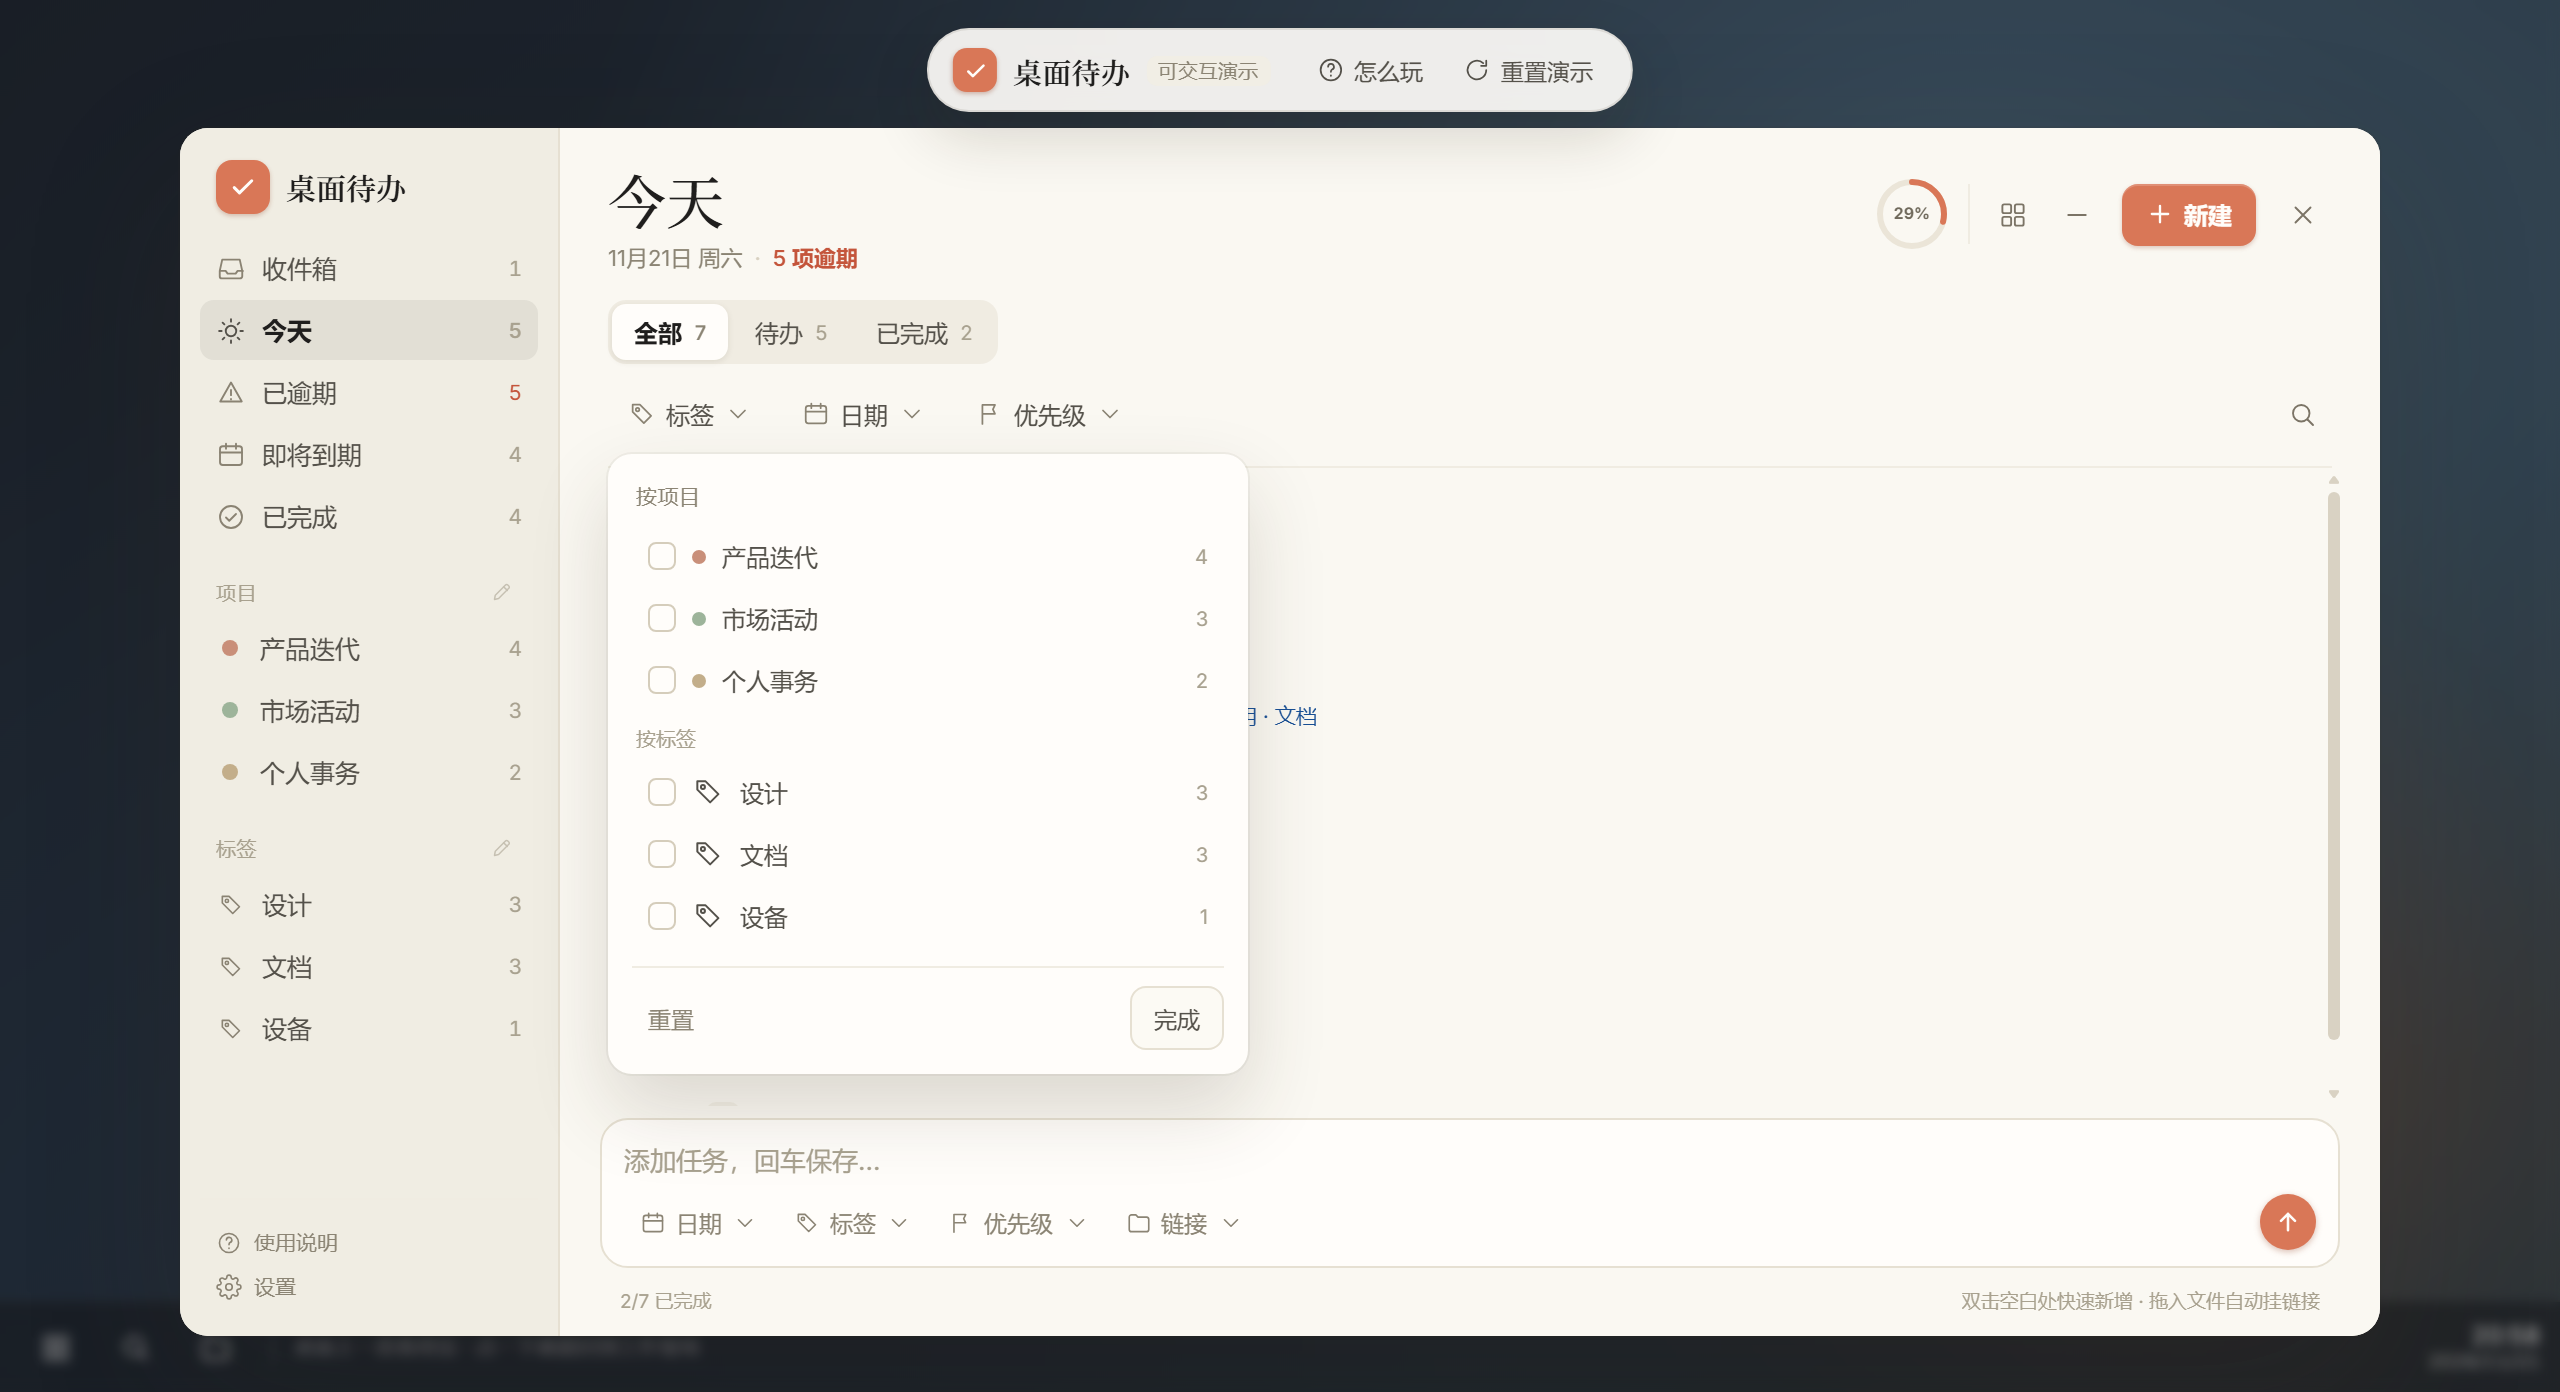 桌面待办 可交互演示 怎么玩 重置演示
桌面待办
收件箱 1
今天 5
已逾期 5
即将到期 4
已完成 4
项目
产品迭代 4
市场活动 3
个人事务 2
标签
设计 3
文档 3
设备 1
使用说明
设置
今天
11月21日 周六 · 5 项逾期
29%
新建
全部 7 待办 5 已完成 2
标签 日期 优先级
按项目
产品迭代 4
市场活动 3
个人事务 2
· 文档
按标签
设计 3
文档 3
设备 1
重置 完成
添加任务，回车保存...
日期 标签 优先级 链接
2/7 已完成
双击空白处快速新增 · 拖入文件自动挂链接